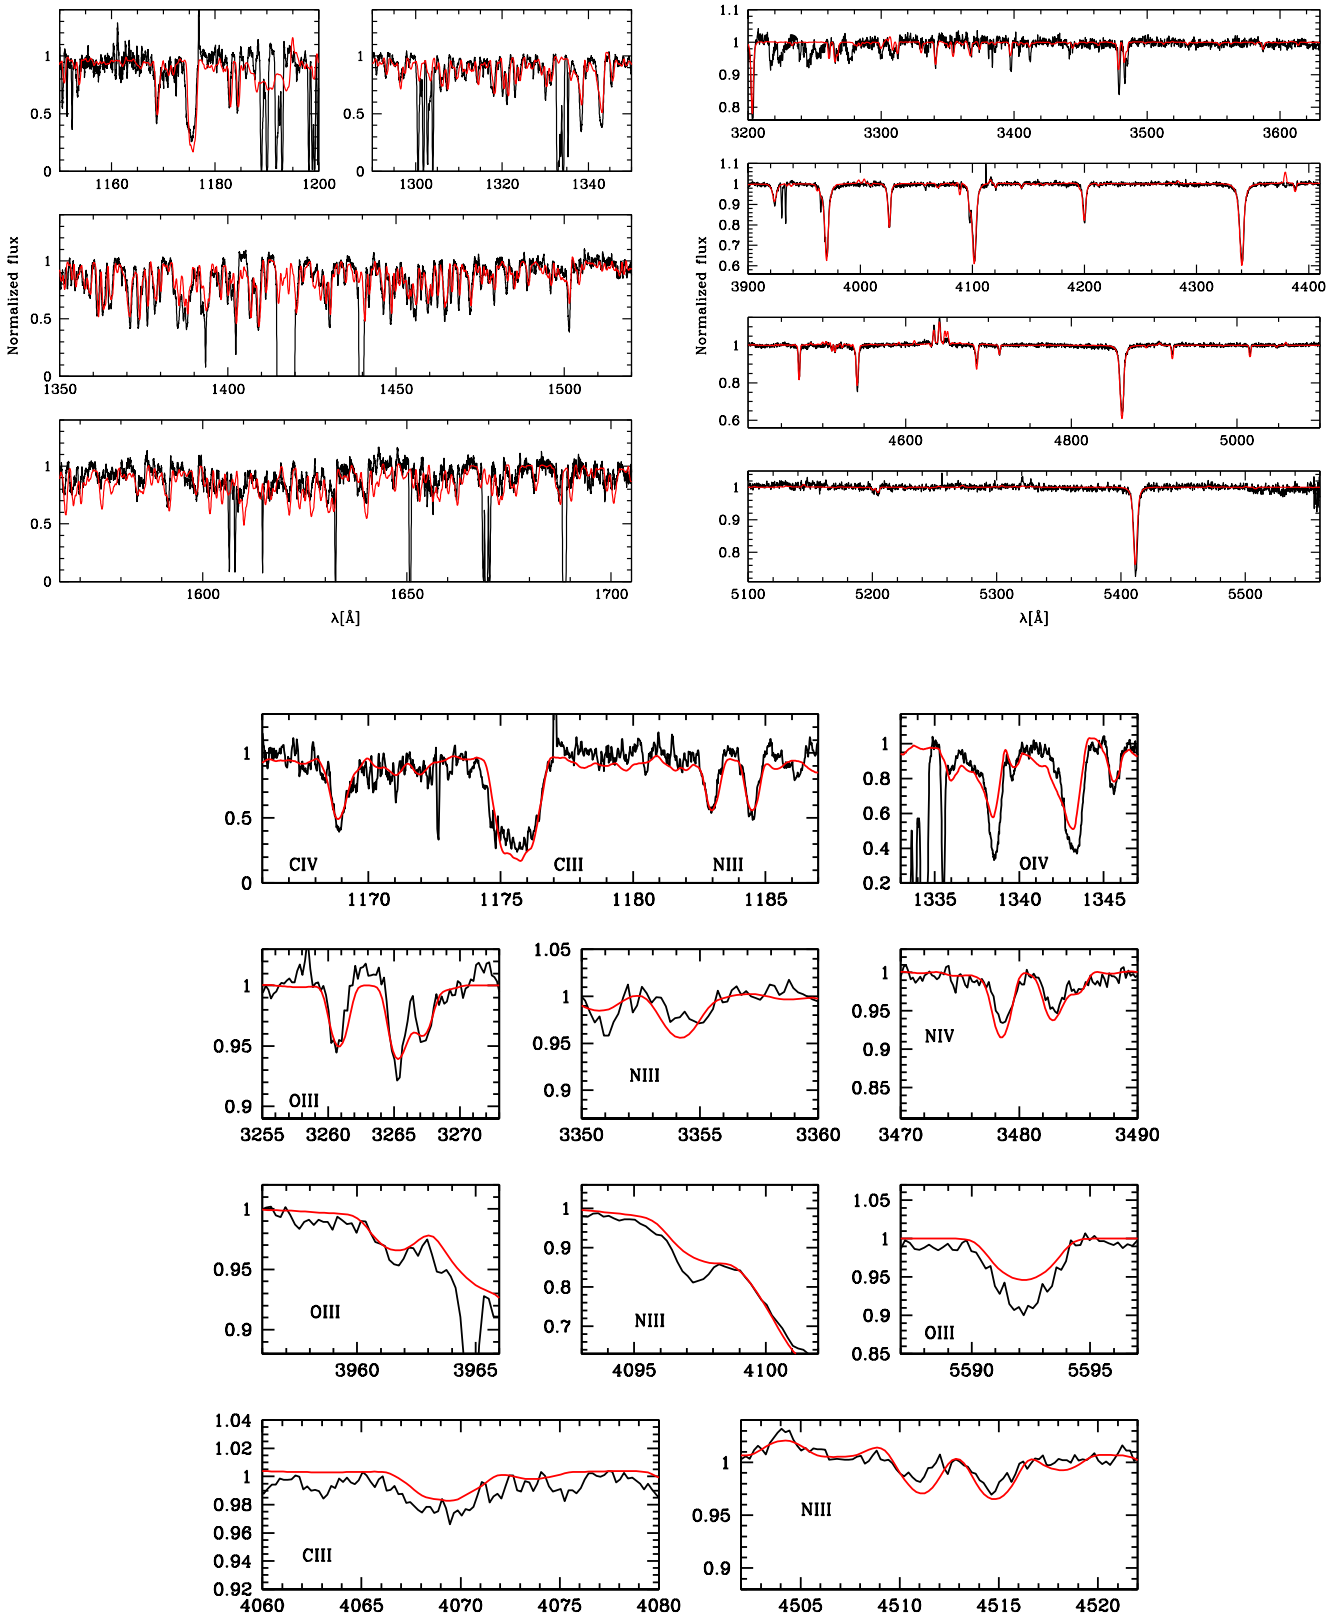 1
0.5
0
1160 1180 1200
1
0.5
0
1300 1320 1340
1
0.5
0
1350 1400 1450 1500
Normalized flux
1
0.5
0
1600 1650 1700
λ[Å]
1.1
1
0.9
0.8
3200 3300 3400 3500 3600
1.1
1
0.9
0.8
0.7
0.6
3900 4000 4100 4200 4300 4400
Normalized flux
1
0.8
0.6
4600 4800 5000
1
0.9
0.8
5100 5200 5300 5400 5500
λ[Å]
1
0.5
0
CIV CIII NIII
1170 1175 1180 1185
1
0.8
0.6
0.4
0.2
OIV
1335 1340 1345
1
0.95
0.9
OIII
3255 3260 3265 3270
1.05
1
0.95
0.9
NIII
3350 3355 3360
1
0.95
0.9
0.85
NIV
3470 3480 3490
1
0.95
0.9
OIII
3960 3965
1
0.9
0.8
0.7
NIII
4095 4100
1.05
1
0.95
0.9
0.85
OIII
5590 5595
1.04
1.02
1
0.98
0.96
0.94
0.92
CIII
4060 4065 4070 4075 4080
1
0.95
0.9
NIII
4505 4510 4515 4520